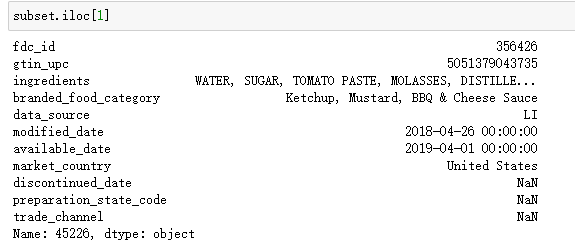 subset.iloc[1]
fdc_id 356426
gtin_upc 5051379043735
ingredients WATER, SUGAR, TOMATO PASTE, MOLASSES, DISTILLE...
branded_food_category Ketchup, Mustard, BBQ & Cheese Sauce
data_source LI
modified_date 2018-04-26 00:00:00
available_date 2019-04-01 00:00:00
market_country United States
discontinued_date NaN
preparation_state_code NaN
trade_channel NaN
Name: 45226, dtype: object